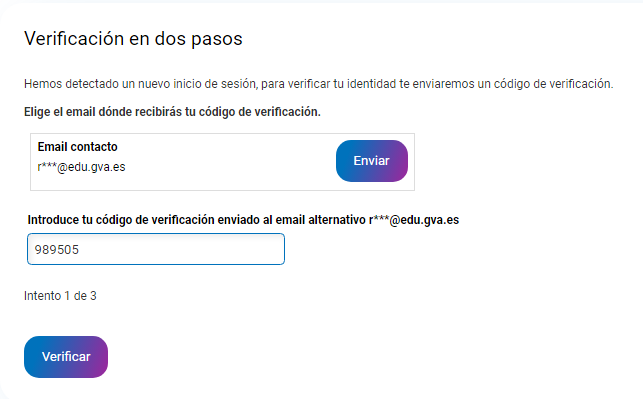 Verificación en dos pasos
Hemos detectado un nuevo inicio de sesión, para verificar tu identidad te enviaremos un código de verificación.
Elige el email dónde recibirás tu código de verificación.
Email contacto
r***@edu.gva.es
Enviar
Introduce tu código de verificación enviado al email alternativo r***@edu.gva.es
989505
Intento 1 de 3
Verificar